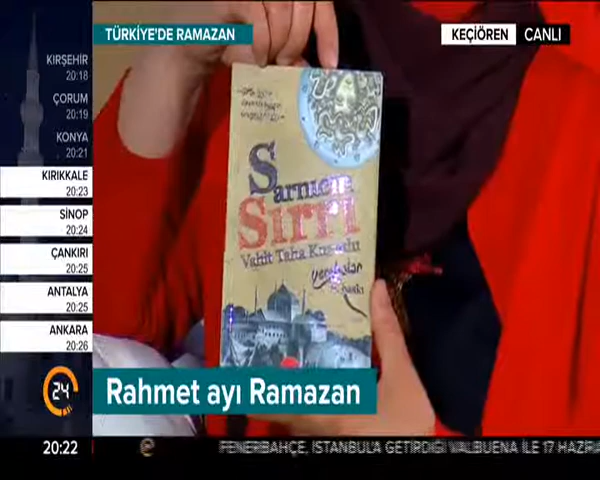 TÜRKİYE'DE RAMAZAN
KEÇİÖREN CANLI
KIRŞEHİR
20:18
ÇORUM
20:19
KONYA
20:21
KIRIKKALE
20:23
SİNOP
20:24
ÇANKIRI
20:25
ANTALYA
20:25
ANKARA
20:26
Sarnıcın
Sırrı
Vahit Taha
24
Rahmet ayı Ramazan
20:22
FENERBAHÇE, İSTANBUL'A GETİRDİĞİ VALBUENA İLE 17 HAZİRA